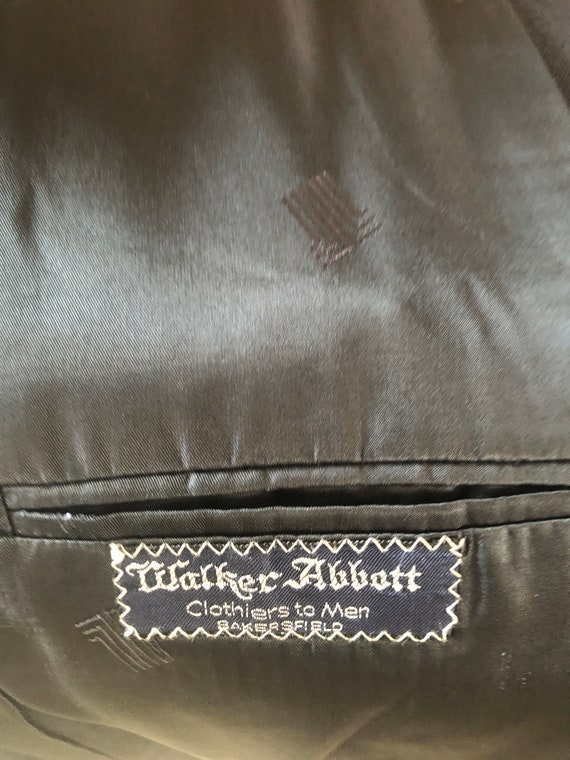 Walker Abbott
Clothiers to Men
BAKERSFIELD